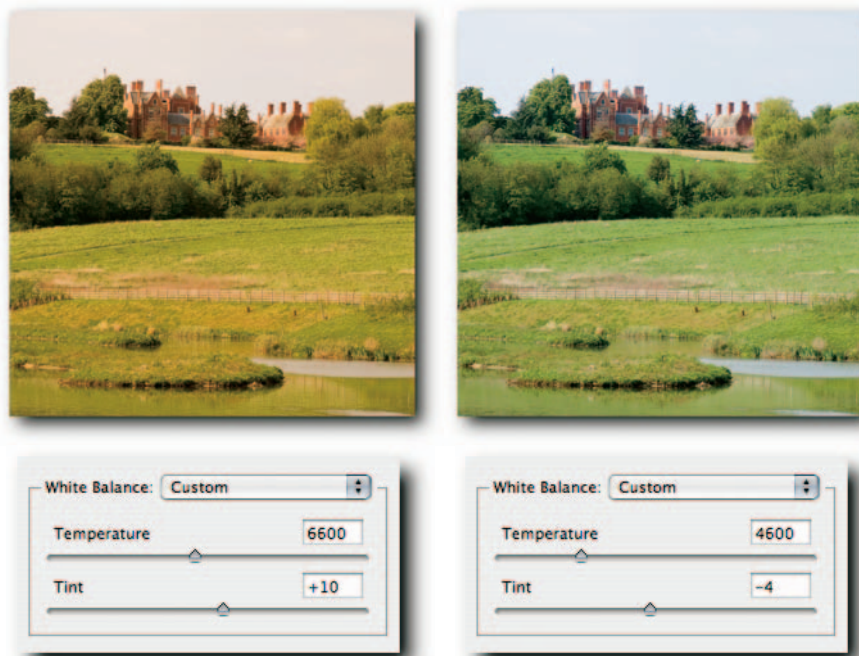 White Balance: Custom
Temperature 6600
Tint +10
White Balance: Custom
Temperature 4600
Tint -4